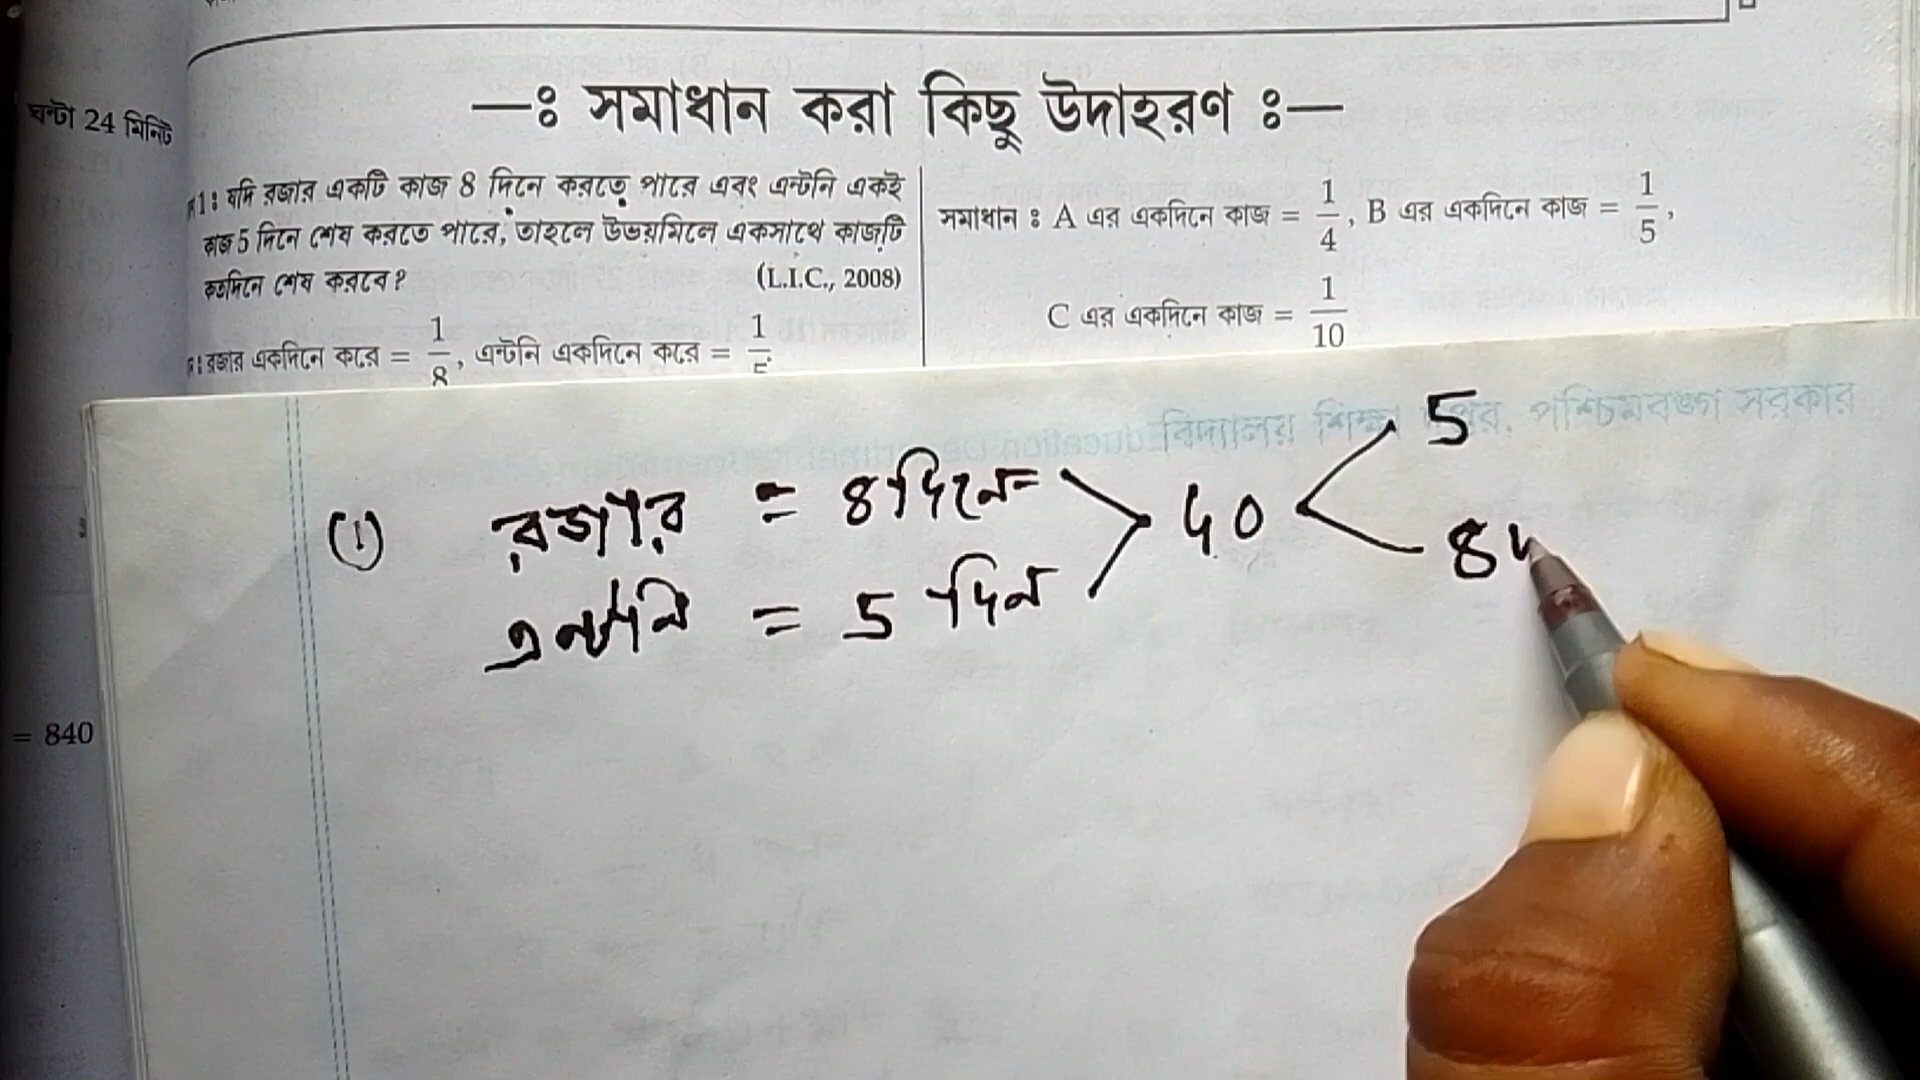 ঘন্টা 24 মিনিট
—ঃ সমাধান করা কিছু উদাহরণ ঃ—
1ঃ যদি রজার একটি কাজ 8 দিনে করতে পারে এবং এন্টনি একই
কাজ 5 দিনে শেষ করতে পারে, তাহলে উভয়মিলে একসাথে কাজটি
কতদিনে শেষ করবে? (L.I.C., 2008)
ঃ রজার একদিনে করে = 1/8, এন্টনি একদিনে করে =
সমাধান ঃ A এর একদিনে কাজ = 1/4, B এর একদিনে কাজ = 1/5,
C এর একদিনে কাজ = 1/10
= 840
(1) রজার = 8 দিনে
এন্টনি = 5 দিন
40
5
8